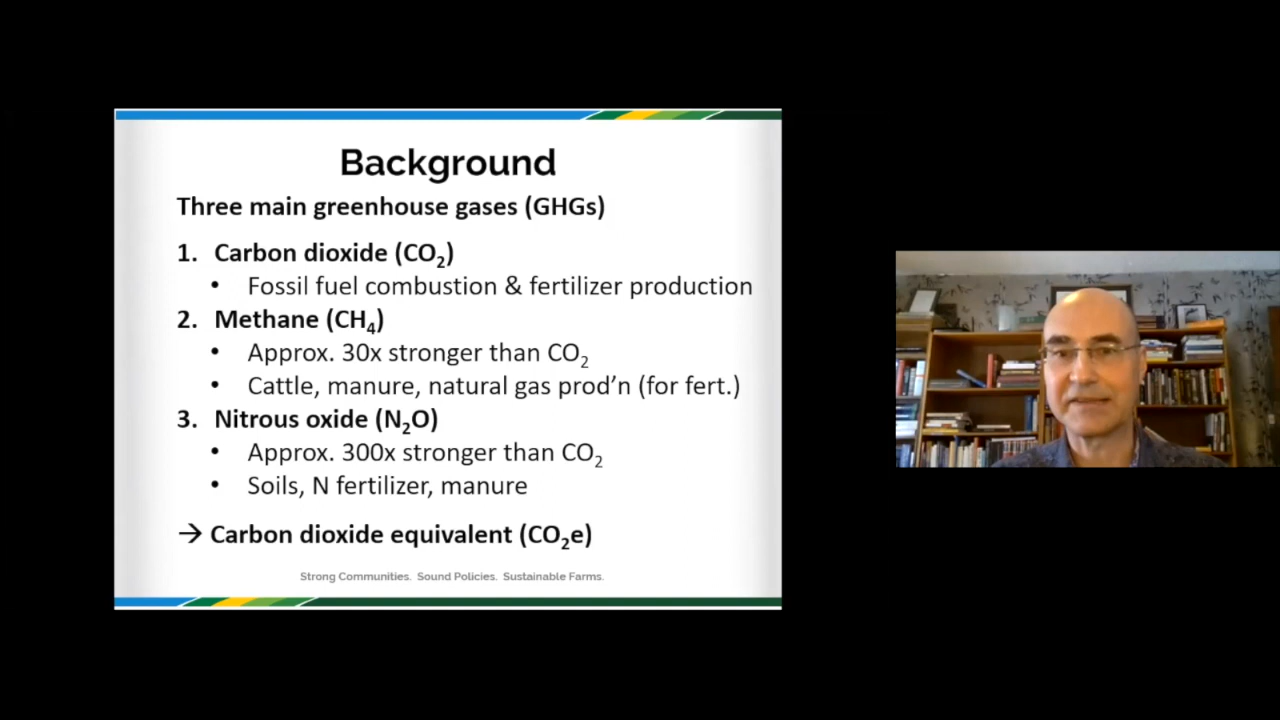 Background
Three main greenhouse gases (GHGs)
1. Carbon dioxide (CO₂)
• Fossil fuel combustion & fertilizer production
2. Methane (CH₄)
• Approx. 30x stronger than CO₂
• Cattle, manure, natural gas prod’n (for fert.)
3. Nitrous oxide (N₂O)
• Approx. 300x stronger than CO₂
• Soils, N fertilizer, manure
→ Carbon dioxide equivalent (CO₂e)
Strong Communities. Sound Policies. Sustainable Farms.